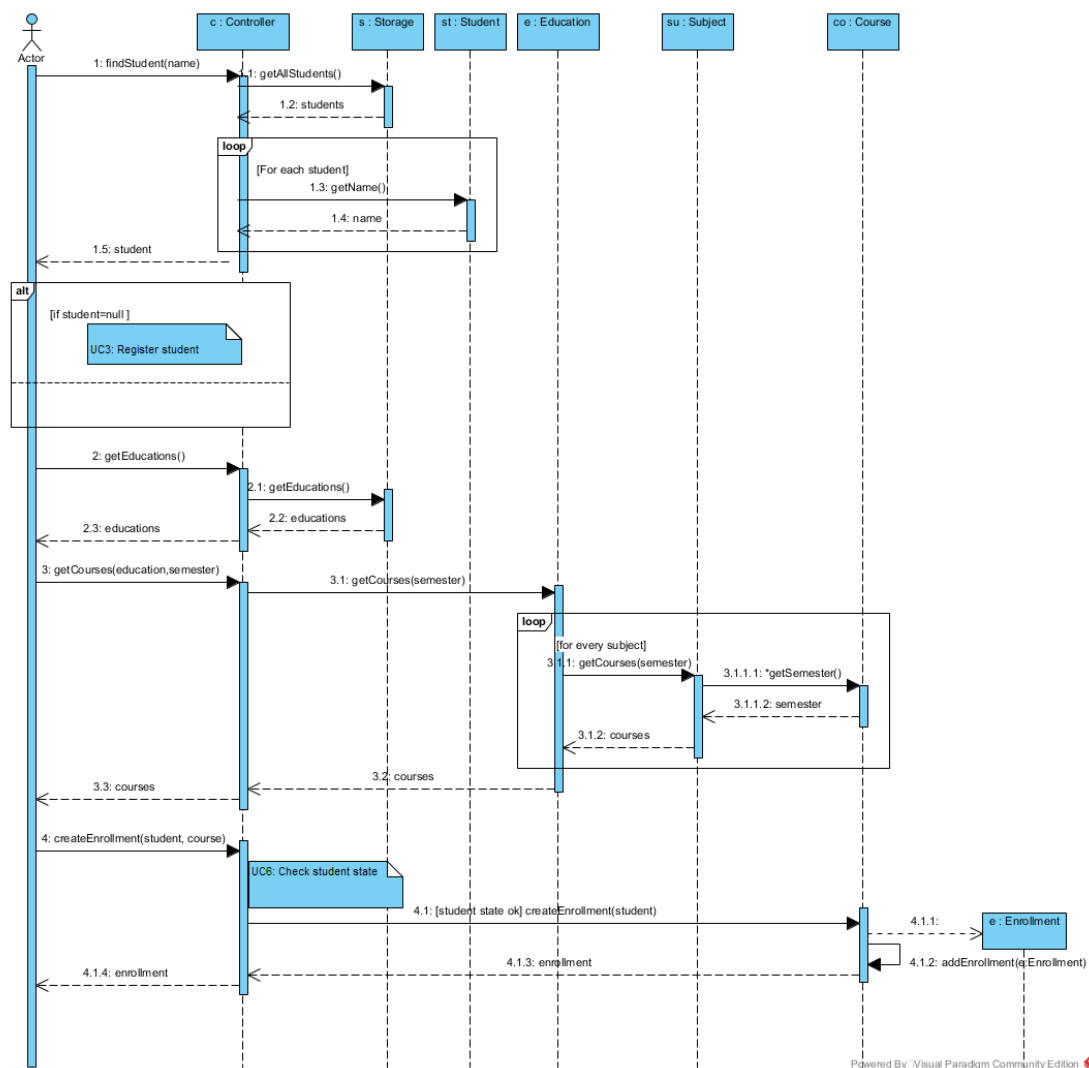 c : Controller
s : Storage
st : Student
e : Education
su : Subject
co : Course
Actor
1: findStudent(name)
1.1: getAllStudents()
1.2: students
loop
[For each student]
1.3: getName()
1.4: name
1.5: student
alt
[if student=null ]
UC3: Register student
2: getEducations()
2.1: getEducations()
2.2: educations
2.3: educations
3: getCourses(education,semester)
3.1: getCourses(semester)
loop
[for every subject]
3.1.1: getCourses(semester)
3.1.1.1: *getSemester()
3.1.1.2: semester
3.1.2: courses
3.2: courses
3.3: courses
4: createEnrollment(student, course)
UC6: Check student state
4.1: [student state ok] createEnrollment(student)
4.1.1:
e : Enrollment
4.1.2: addEnrollment(e:Enrollment)
4.1.3: enrollment
4.1.4: enrollment
Powered By Visual Paradigm Community Edition